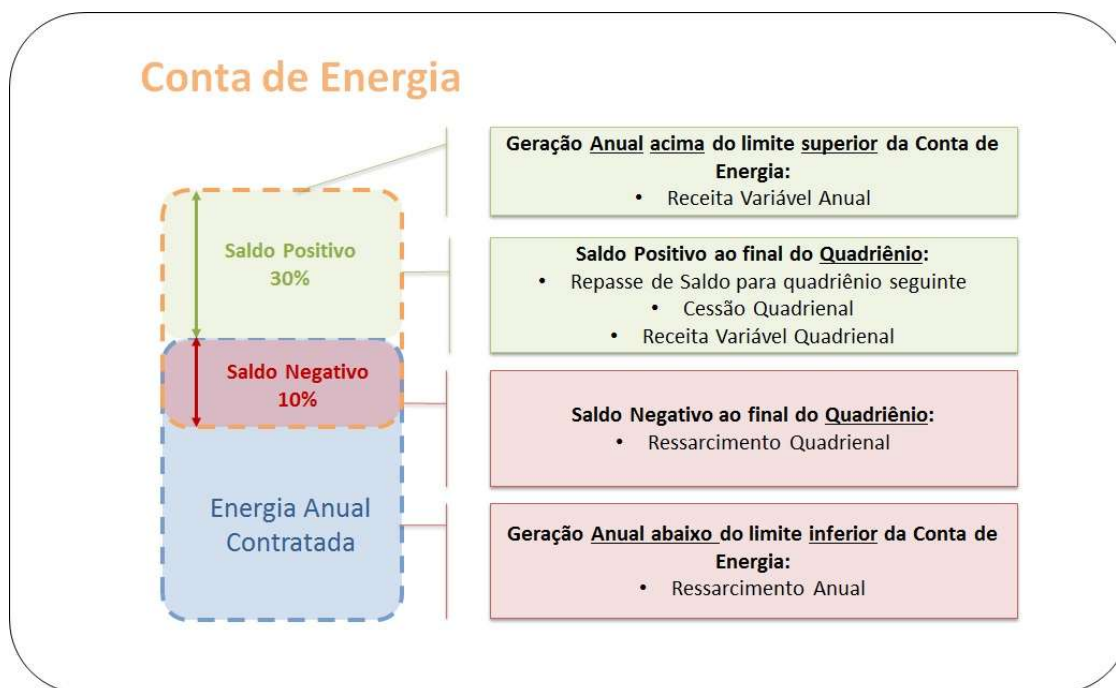 Conta de Energia
Geração Anual acima do limite superior da Conta de
Energia:
• Receita Variável Anual
Saldo Positivo
30%
Saldo Positivo ao final do Quadriênio:
• Repasse de Saldo para quadriênio seguinte
• Cessão Quadrienal
• Receita Variável Quadrienal
Saldo Negativo
10%
Saldo Negativo ao final do Quadriênio:
• Ressarcimento Quadrienal
Energia Anual
Contratada
Geração Anual abaixo do limite inferior da Conta de
Energia:
• Ressarcimento Anual